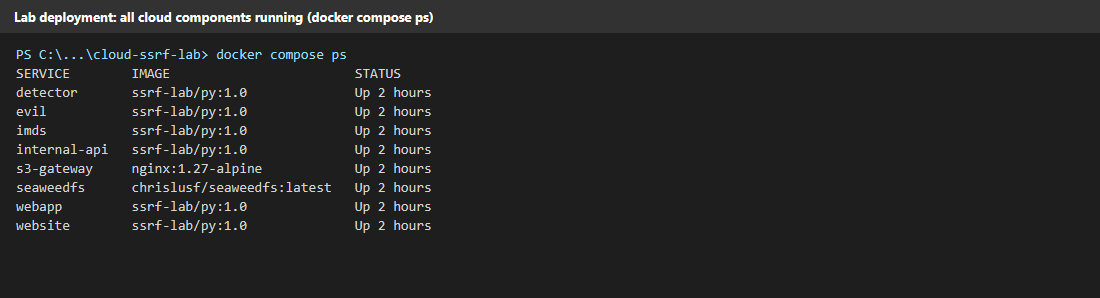 Lab deployment: all cloud components running (docker compose ps)
PS C:\...\cloud-ssrf-lab> docker compose ps
SERVICE IMAGE STATUS
detector ssrf-lab/py:1.0 Up 2 hours
evil ssrf-lab/py:1.0 Up 2 hours
imds ssrf-lab/py:1.0 Up 2 hours
internal-api ssrf-lab/py:1.0 Up 2 hours
s3-gateway nginx:1.27-alpine Up 2 hours
seaweedfs chrislusf/seaweedfs:latest Up 2 hours
webapp ssrf-lab/py:1.0 Up 2 hours
website ssrf-lab/py:1.0 Up 2 hours